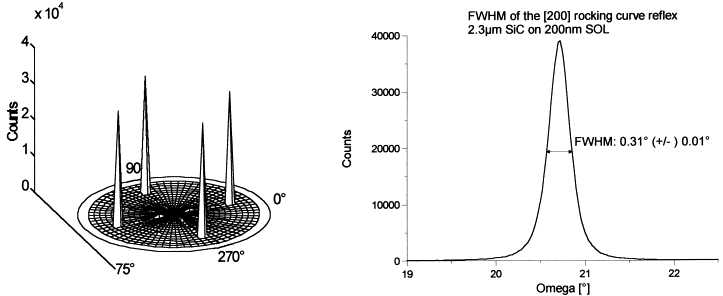 x 10⁴
4
3
2
1
0
Counts
90
0°
270°
75°
FWHM of the [200] rocking curve reflex
2.3µm SiC on 200nm SOL
40000
30000
20000
10000
0
Counts
FWHM: 0.31° (+/- ) 0.01°
19
20
21
22
Omega [°]